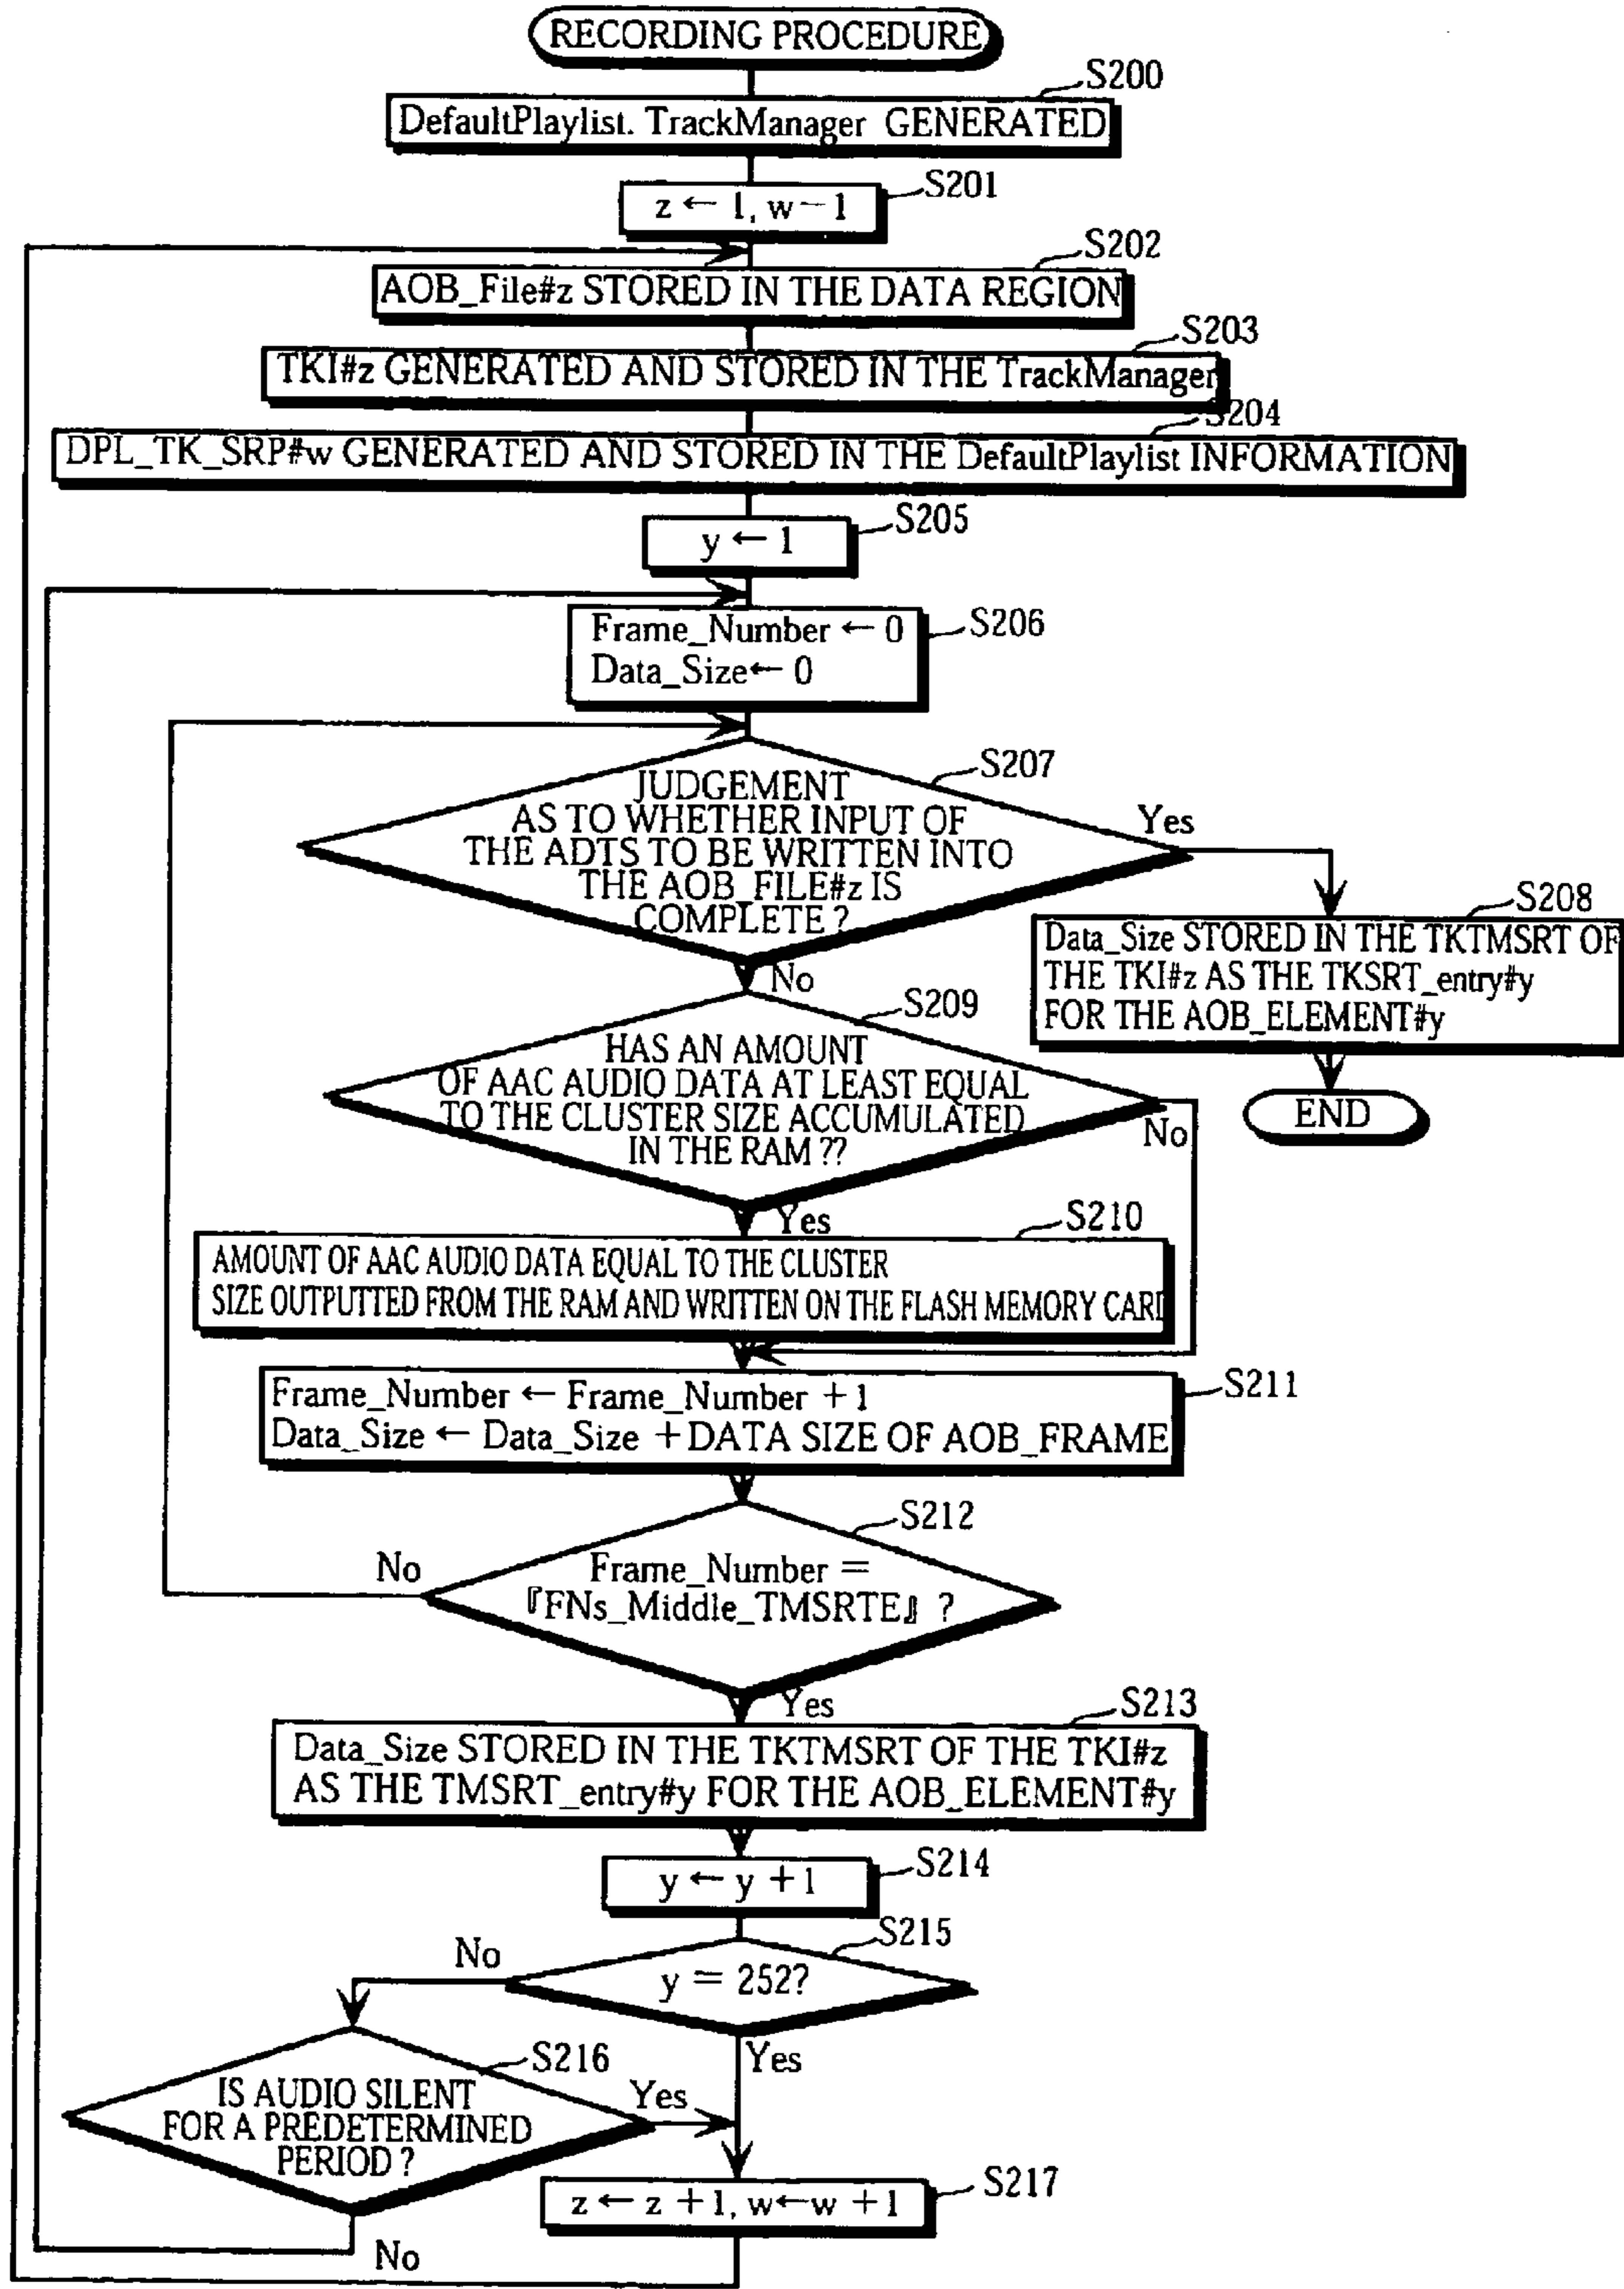 RECORDING PROCEDURE
S200
DefaultPlaylist. TrackManager GENERATED
S201
z ← 1, w－1
S202
AOB_File#z STORED IN THE DATA REGION
S203
TKI#z GENERATED AND STORED IN THE TrackManager
S204
DPL_TK_SRP#w GENERATED AND STORED IN THE DefaultPlaylist INFORMATION
S205
y ← 1
S206
Frame_Number ← 0
Data_Size← 0
S207
JUDGEMENT
AS TO WHETHER INPUT OF
THE ADTS TO BE WRITTEN INTO
THE AOB_FILE#z IS
COMPLETE ?
Yes
No
S208
Data_Size STORED IN THE TKTMSRT OF
THE TKI#z AS THE TKSRT_entry#y
FOR THE AOB_ELEMENT#y
END
S209
HAS AN AMOUNT
OF AAC AUDIO DATA AT LEAST EQUAL
TO THE CLUSTER SIZE ACCUMULATED
IN THE RAM ??
No
Yes
S210
AMOUNT OF AAC AUDIO DATA EQUAL TO THE CLUSTER
SIZE OUTPUTTED FROM THE RAM AND WRITTEN ON THE FLASH MEMORY CARD
S211
Frame_Number ← Frame_Number +1
Data_Size ← Data_Size +DATA SIZE OF AOB_FRAME
S212
Frame_Number =
『FNs_Middle_TMSRTE』 ?
No
Yes
S213
Data_Size STORED IN THE TKTMSRT OF THE TKI#z
AS THE TMSRT_entry#y FOR THE AOB_ELEMENT#y
S214
y ← y +1
S215
y = 252?
No
Yes
S216
IS AUDIO SILENT
FOR A PREDETERMINED
PERIOD ?
Yes
No
S217
z ← z +1, w←w +1